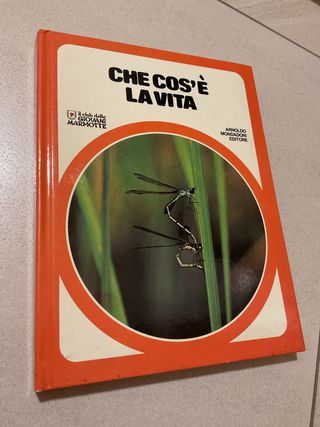 CHE COS'È
LA VITA
il club delle
GIOVANI
MARMOTTE
ARNOLDO
MONDADORI
EDITORE